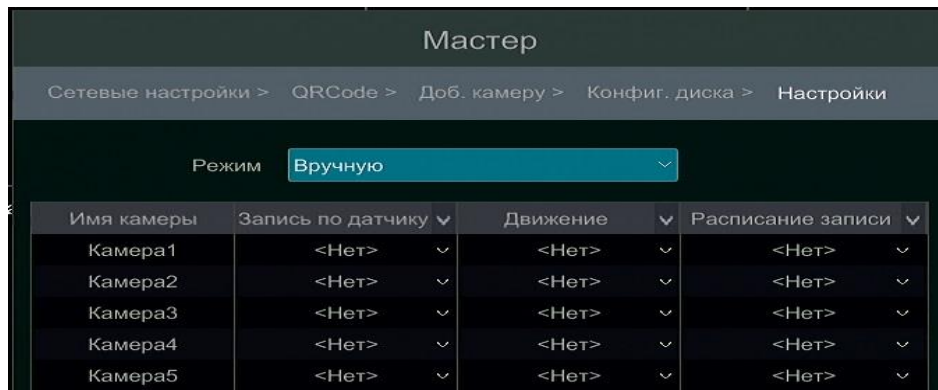 Мастер
Сетевые настройки > QRCode > Доб. камеру > Конфиг. диска > Настройки
Режим Вручную
Имя камеры Запись по датчику Движение Расписание записи
Камера1 <Нет> <Нет> <Нет>
Камера2 <Нет> <Нет> <Нет>
Камера3 <Нет> <Нет> <Нет>
Камера4 <Нет> <Нет> <Нет>
Камера5 <Нет> <Нет> <Нет>